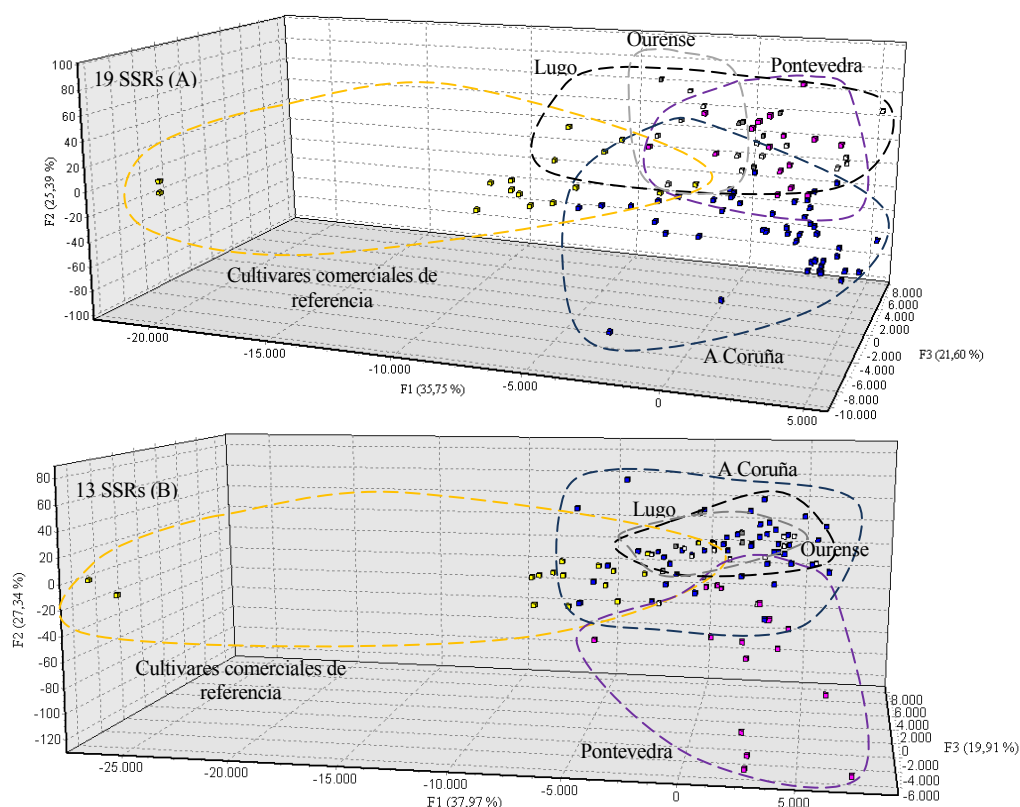 19 SSRs (A)
Ourense
Lugo
Pontevedra
100
80
60
40
20
0
-20
-40
-60
-80
-100
F2 (25,39 %)
Cultivares comerciales de
referencia
A Coruña
-20.000
-15.000
-10.000
-5.000
0
5.000
F1 (35,75 %)
8.000
6.000
4.000
2.000
0
-2.000
-4.000
-6.000
-8.000
-10.000
F3 (21,60 %)
13 SSRs (B)
A Coruña
Lugo
Ourense
80
60
40
20
0
-20
-40
-60
-80
-100
-120
F2 (27,34 %)
Cultivares comerciales de
referencia
Pontevedra
-25.000
-20.000
-15.000
-10.000
-5.000
0
5.000
F1 (37,97 %)
8.000
6.000
4.000
2.000
0
-2.000
-4.000
-6.000
F3 (19,91 %)